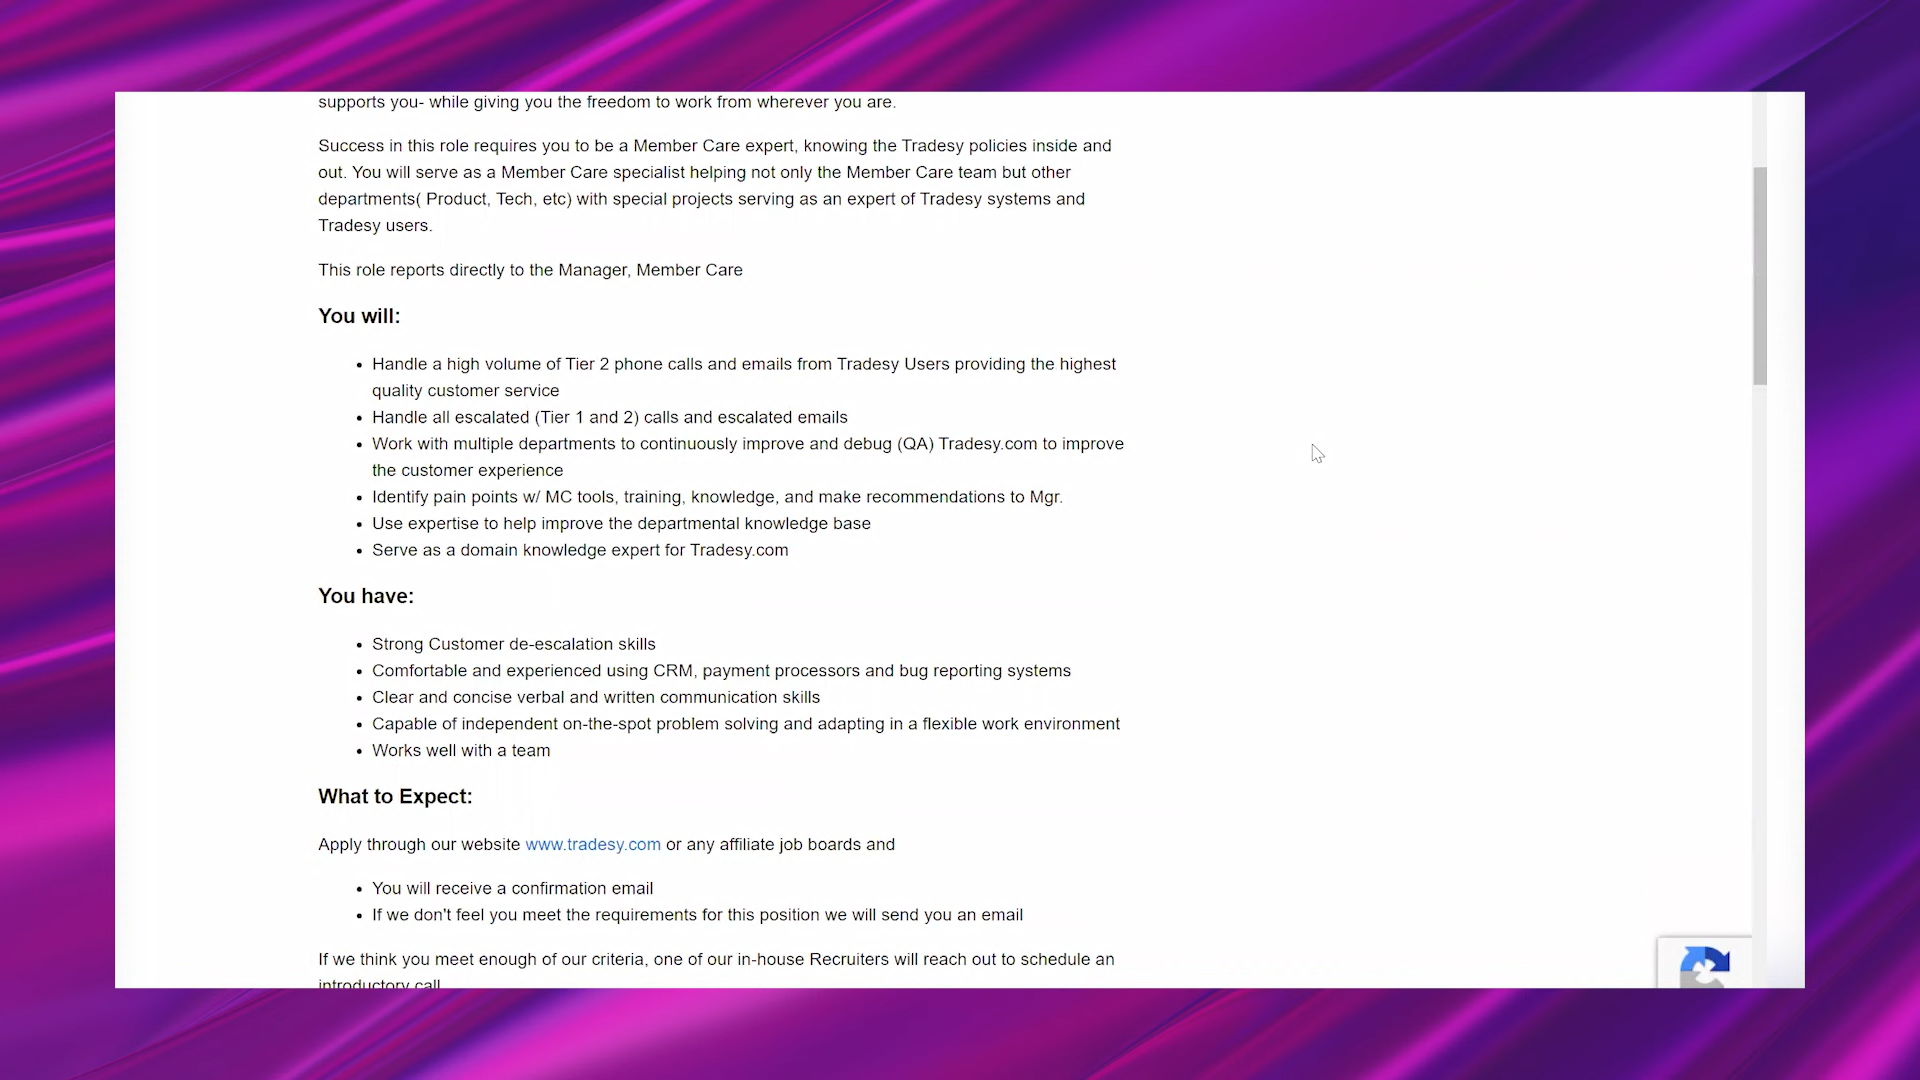 supports you- while giving you the freedom to work from wherever you are.
Success in this role requires you to be a Member Care expert, knowing the Tradesy policies inside and
out. You will serve as a Member Care specialist helping not only the Member Care team but other
departments( Product, Tech, etc) with special projects serving as an expert of Tradesy systems and
Tradesy users.
This role reports directly to the Manager, Member Care
You will:
• Handle a high volume of Tier 2 phone calls and emails from Tradesy Users providing the highest
quality customer service
• Handle all escalated (Tier 1 and 2) calls and escalated emails
• Work with multiple departments to continuously improve and debug (QA) Tradesy.com to improve
the customer experience
• Identify pain points w/ MC tools, training, knowledge, and make recommendations to Mgr.
• Use expertise to help improve the departmental knowledge base
• Serve as a domain knowledge expert for Tradesy.com
You have:
• Strong Customer de-escalation skills
• Comfortable and experienced using CRM, payment processors and bug reporting systems
• Clear and concise verbal and written communication skills
• Capable of independent on-the-spot problem solving and adapting in a flexible work environment
• Works well with a team
What to Expect:
Apply through our website www.tradesy.com or any affiliate job boards and
• You will receive a confirmation email
• If we don't feel you meet the requirements for this position we will send you an email
If we think you meet enough of our criteria, one of our in-house Recruiters will reach out to schedule an
introductory call